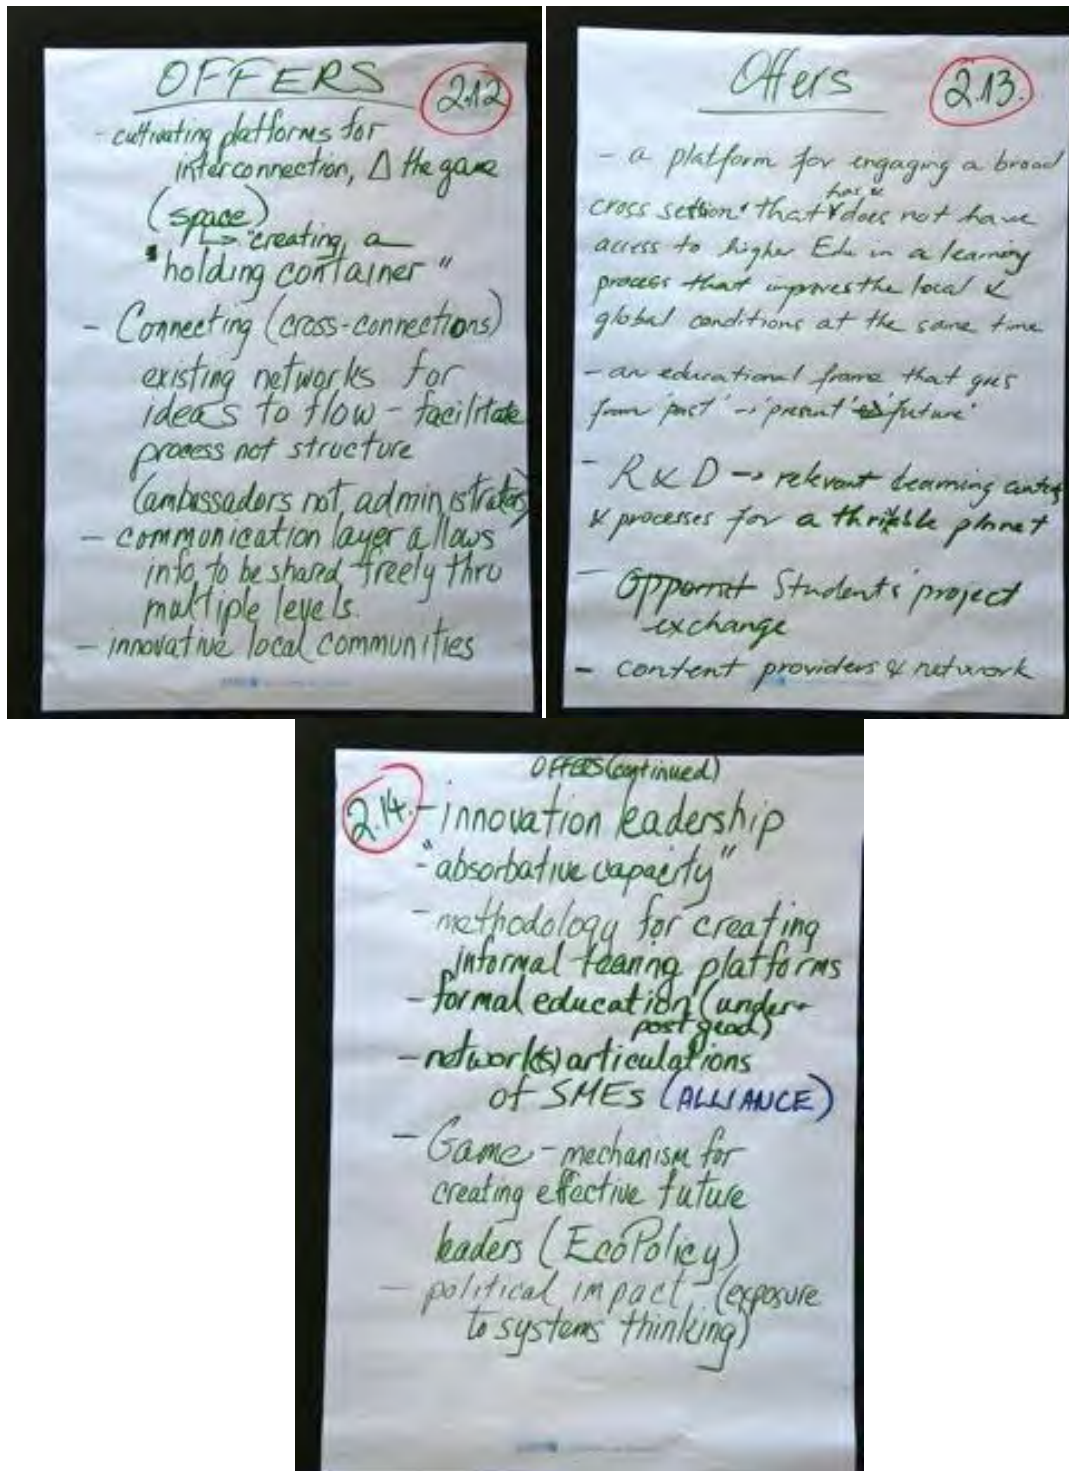 OFFERS
2.12
- cultivating platforms for
interconnection, Δ the game
(space)
↳ creating a
"holding container"
- Connecting (cross-connections)
existing networks for
ideas to flow - facilitate
process not structure
(ambassadors not administrators)
- communication layer allows
info to be shared freely thru
multiple levels.
- innovative local communities
Offers
2.13.
- a platform for engaging a broad
has &
cross settion that does not have
access to higher Edu in a learning
process that improves the local &
global conditions at the same time
- an educational frame that goes
from 'past' → 'present' 'future'
- R & D → relevant learning
& processes for a planet
- Students' project
exchange
- content providers & network
OFFERS (continued)
2.14. - innovation leadership
- "absorbative capacity"
- methodology for creating
informal platforms
- formal education (under +
post grad)
- network(s) articulations
of SMEs (ALLIANCE)
- Game - mechanism for
creating effective future
leaders (EcoPolicy)
- political impact - (exposure
to systems thinking)